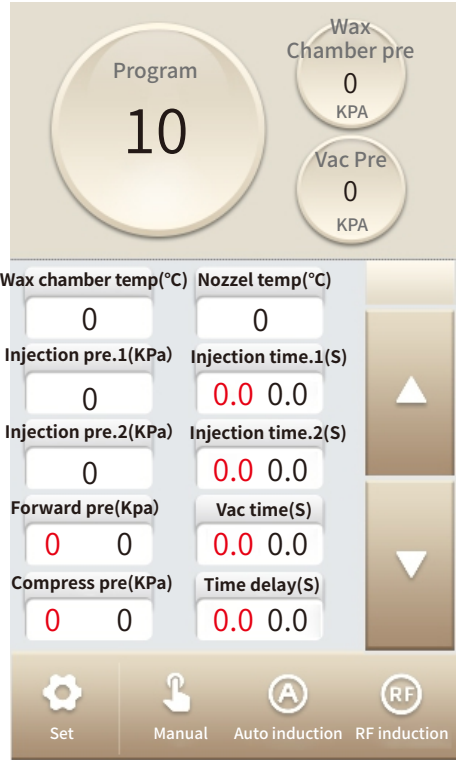 Program
10
Wax
Chamber pre
0
KPA
Vac Pre
0
KPA
Wax chamber temp(°C) Nozzel temp(°C)
0 0
Injection pre.1(KPa) Injection time.1(S)
0 0.0 0.0
Injection pre.2(KPa) Injection time.2(S)
0 0.0 0.0
Forward pre(Kpa) Vac time(S)
0 0 0.0 0.0
Compress pre(KPa) Time delay(S)
0 0 0.0 0.0
A RF
Set Manual Auto induction RF induction